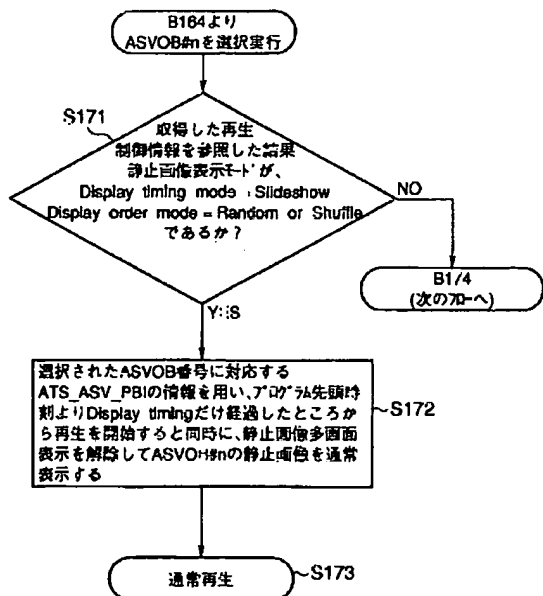 B164より
ASVOB#nを選択実行
S171
取得した再生
制御情報を参照した結果
静止画像表示モードが、
Display timing mode :Slideshow
Display order mode = Random or Shuffle
であるか?
NO
B1/4
(次のフローへ)
Y:ES
選択されたASVOB番号に対応する
ATS_ASV_PBIの情報を用い、プログラム先頭時
刻よりDisplay timingだけ経過したところか
ら再生を開始すると同時に、静止画像多画面
表示を解除してASVOB#nの静止画像を通常
表示する
S172
通常再生
S173